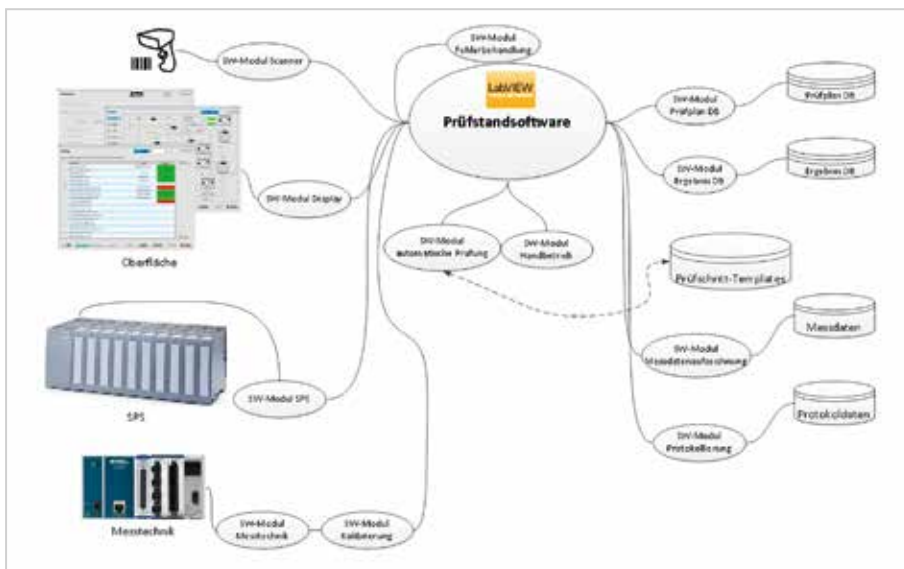 SW-Modul
Fehlerbehandlung
SW-Modul Scanner
LabVIEW
Prüfstandsoftware
SW-Modul
Prüfplan DB
Prüfplan DB
SW-Modul
Ergebnis DB
Ergebnis DB
SW-Modul Display
Oberfläche
SW-Modul
automatische Prüfung
SW-Modul
Handbetrieb
Prüfschritt-Templates
SW-Modul
Messdatenaufzeichnung
Messdaten
SW-Modul SPS
SPS
SW-Modul
Protokollierung
Protokolldaten
Messtechnik
SW-Modul
Messtechnik
SW-Modul
Kalibrierung